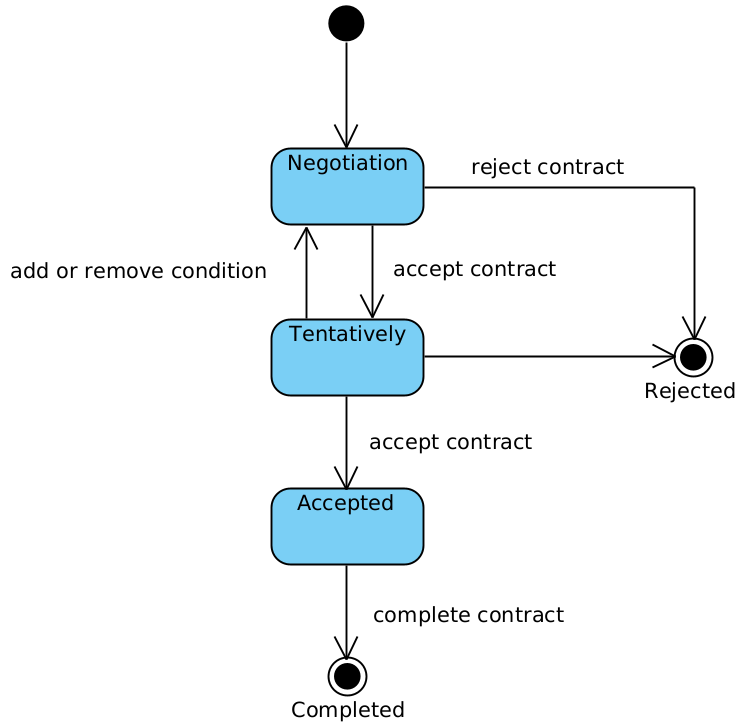 Negotiation
reject contract
add or remove condition
accept contract
Tentatively
Rejected
accept contract
Accepted
complete contract
Completed